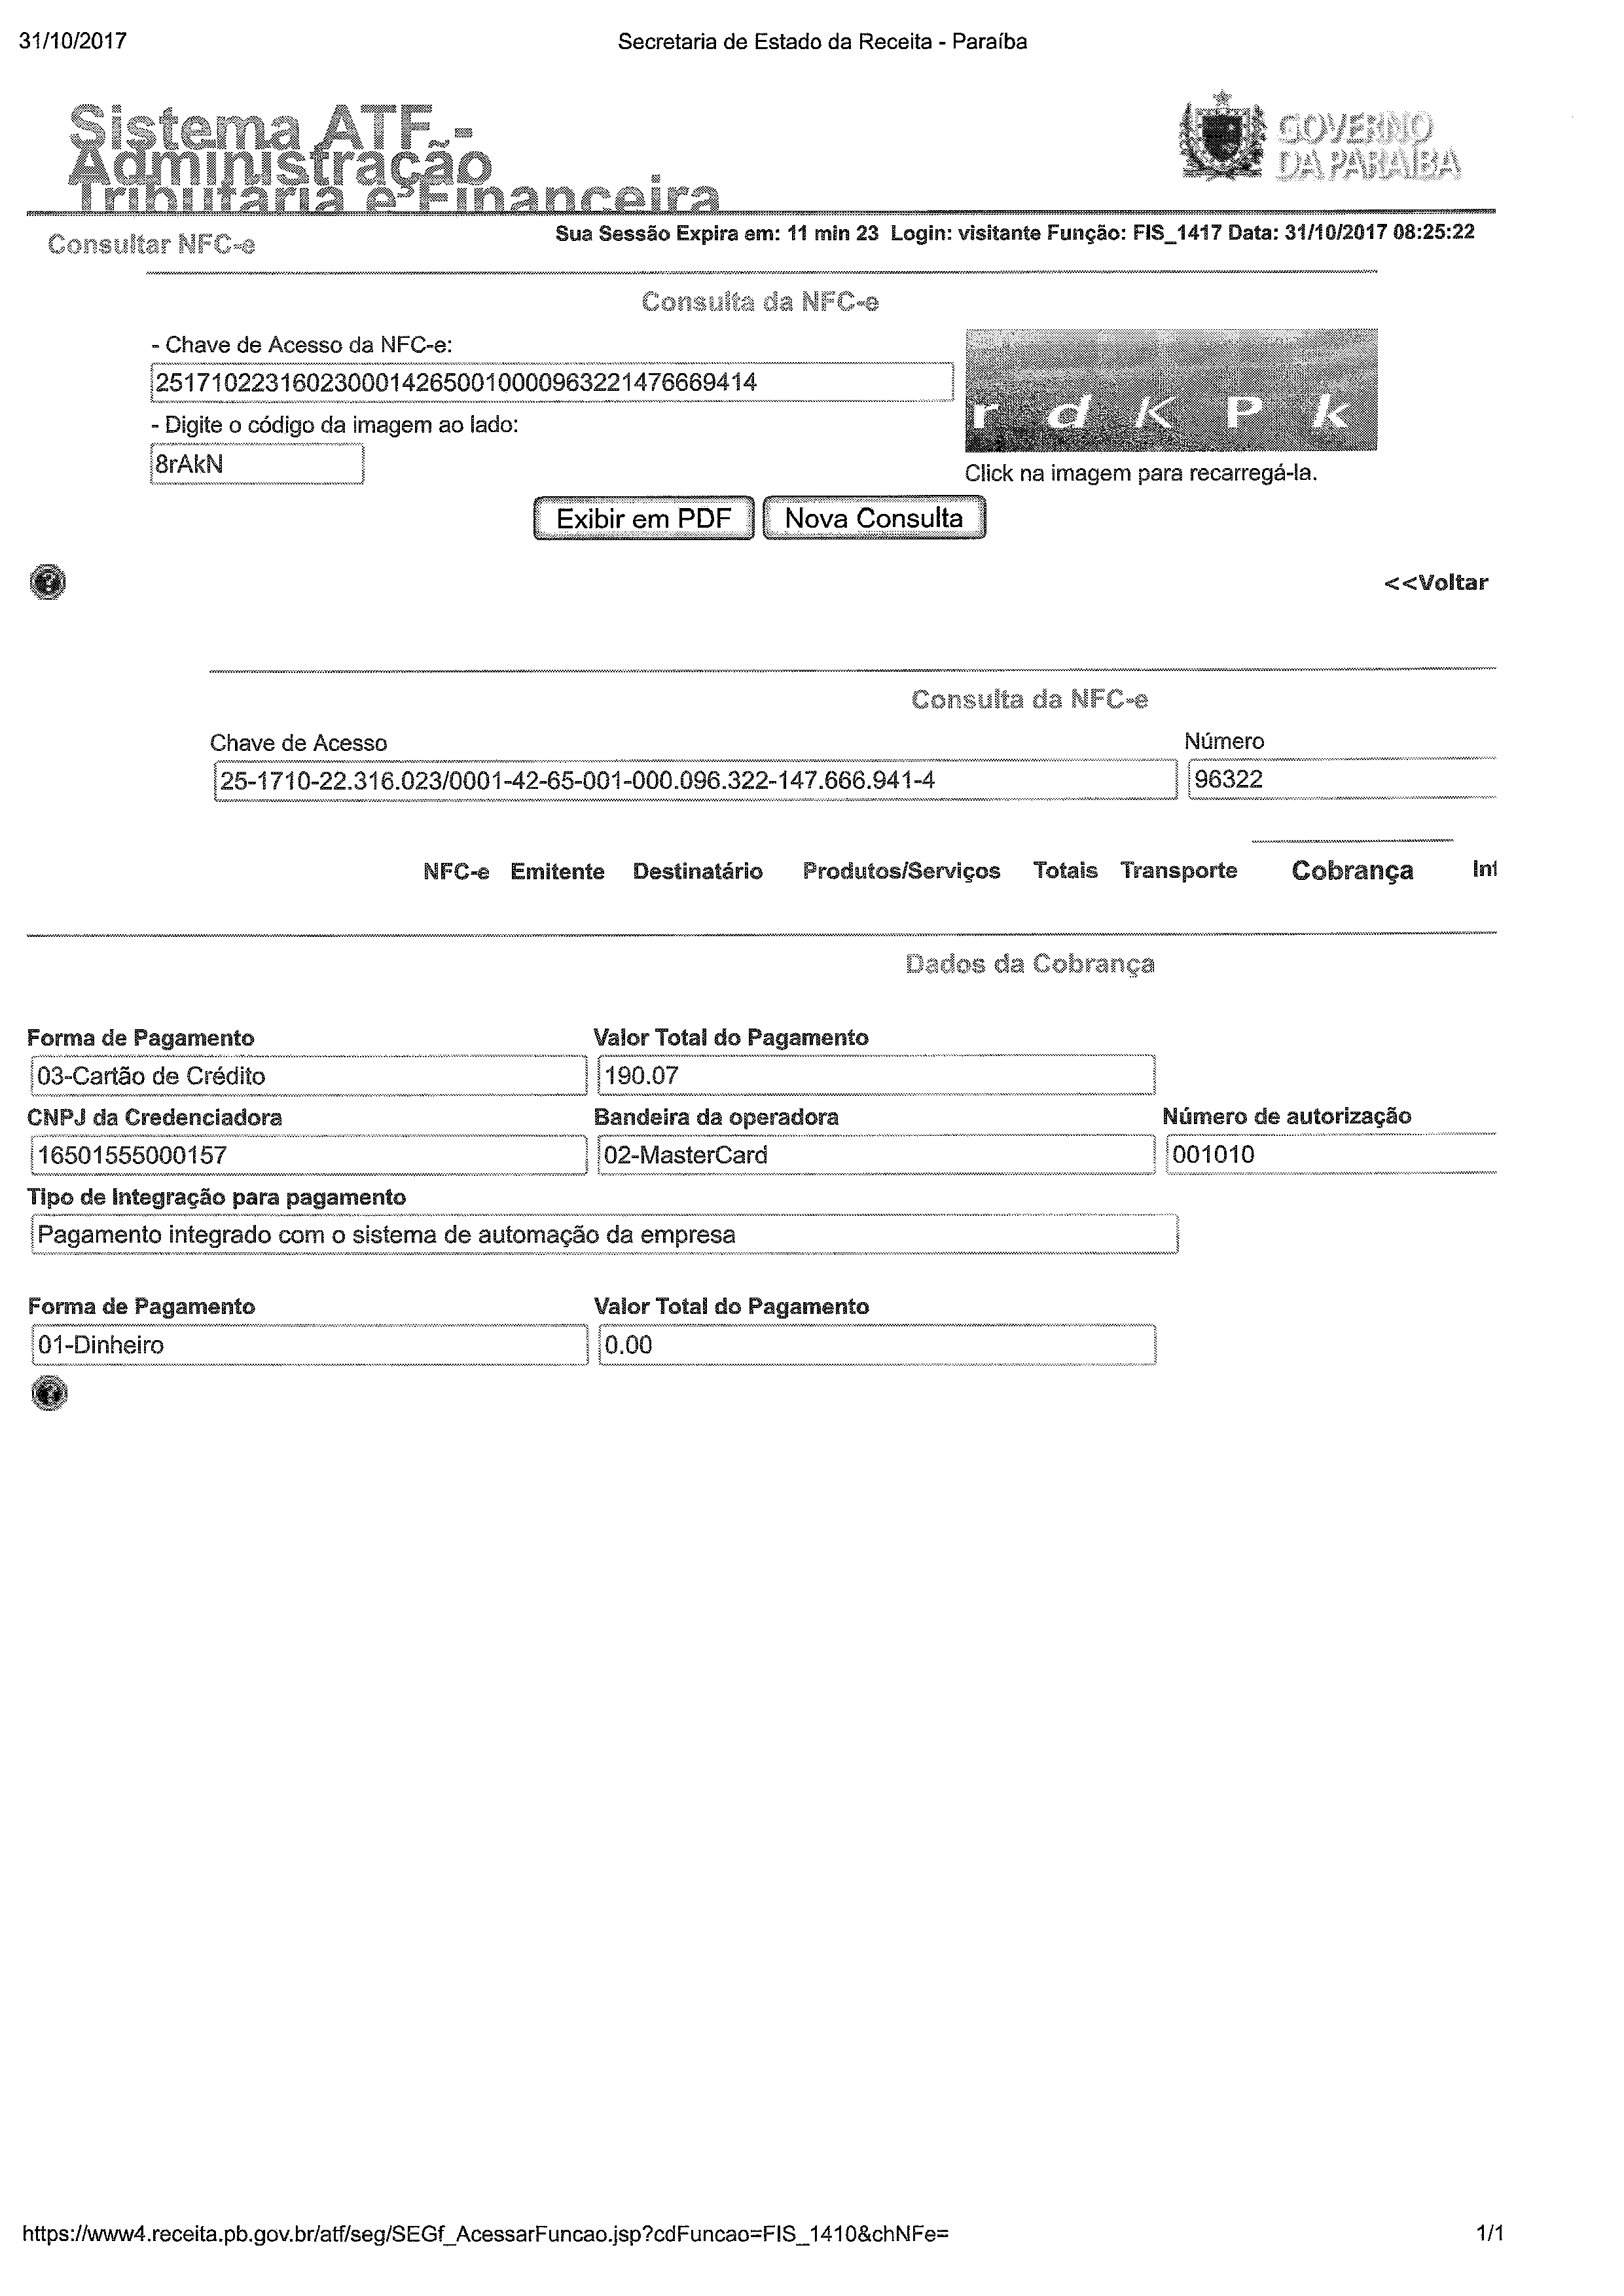 31/10/2017 Secretaria de Estado da Receita - Paraíba
Sistema ATF -
Administração
Tributária e Financeira
GOVERNO
DA PARAÍBA
Consultar NFC-e
Sua Sessão Expira em: 11 min 23 Login: visitante Função: FIS_1417 Data: 31/10/2017 08:25:22
Consulta da NFC-e
- Chave de Acesso da NFC-e:
25171022316023000142650010000963221476669414
- Digite o código da imagem ao lado:
8rAkN
r d K P k
Click na imagem para recarregá-la.
Exibir em PDF Nova Consulta
<<Voltar
Consulta da NFC-e
Chave de Acesso Número
25-1710-22.316.023/0001-42-65-001-000.096.322-147.666.941-4 96322
NFC-e Emitente Destinatário Produtos/Serviços Totais Transporte Cobrança Inf
Dados da Cobrança
Forma de Pagamento Valor Total do Pagamento
03-Cartão de Crédito 190.07
CNPJ da Credenciadora Bandeira da operadora Número de autorização
16501555000157 02-MasterCard 001010
Tipo de Integração para pagamento
Pagamento integrado com o sistema de automação da empresa
Forma de Pagamento Valor Total do Pagamento
01-Dinheiro 0.00
https://www4.receita.pb.gov.br/atf/seg/SEGf_AcessarFuncao.jsp?cdFuncao=FIS_1410&chNFe= 1/1